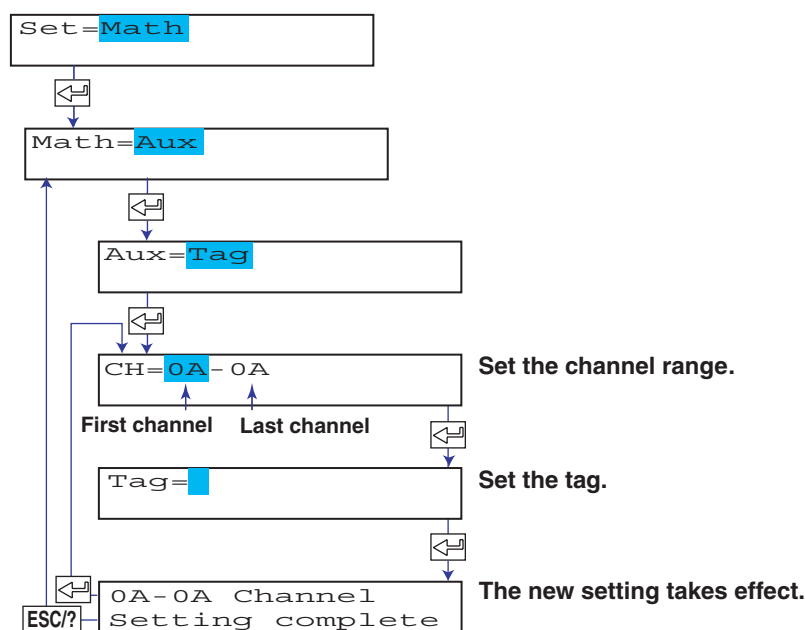 Set=Math
Math=Aux
Aux=Tag
CH=0A-0A
Set the channel range.
First channel
Last channel
Tag=
Set the tag.
0A-0A Channel
Setting complete
The new setting takes effect.
ESC/?